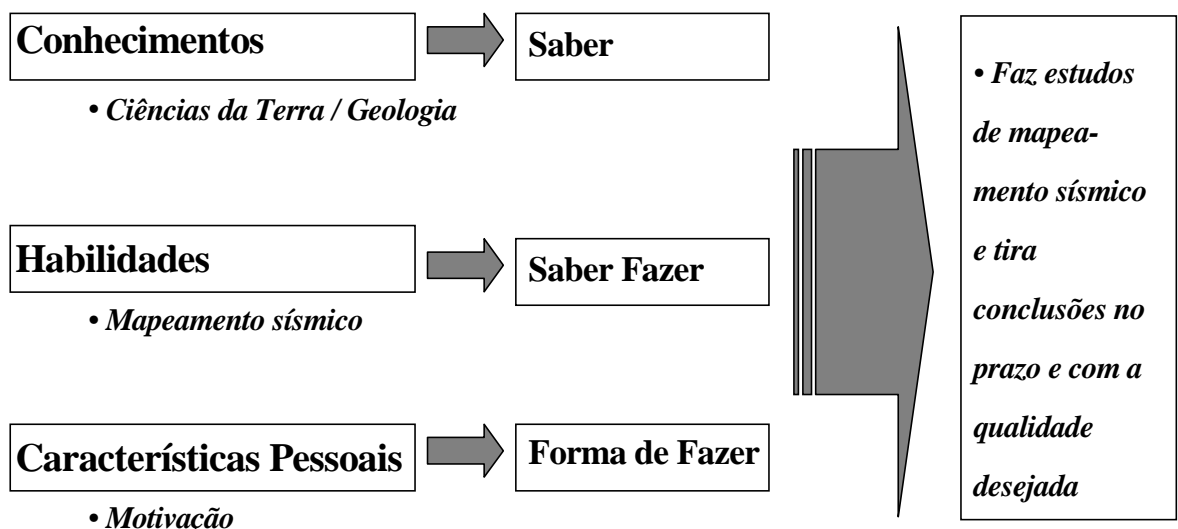 Conhecimentos
Saber
• Ciências da Terra / Geologia
Habilidades
Saber Fazer
• Mapeamento sísmico
Características Pessoais
Forma de Fazer
• Motivação
• Faz estudos
de mapea-
mento sísmico
e tira
conclusões no
prazo e com a
qualidade
desejada